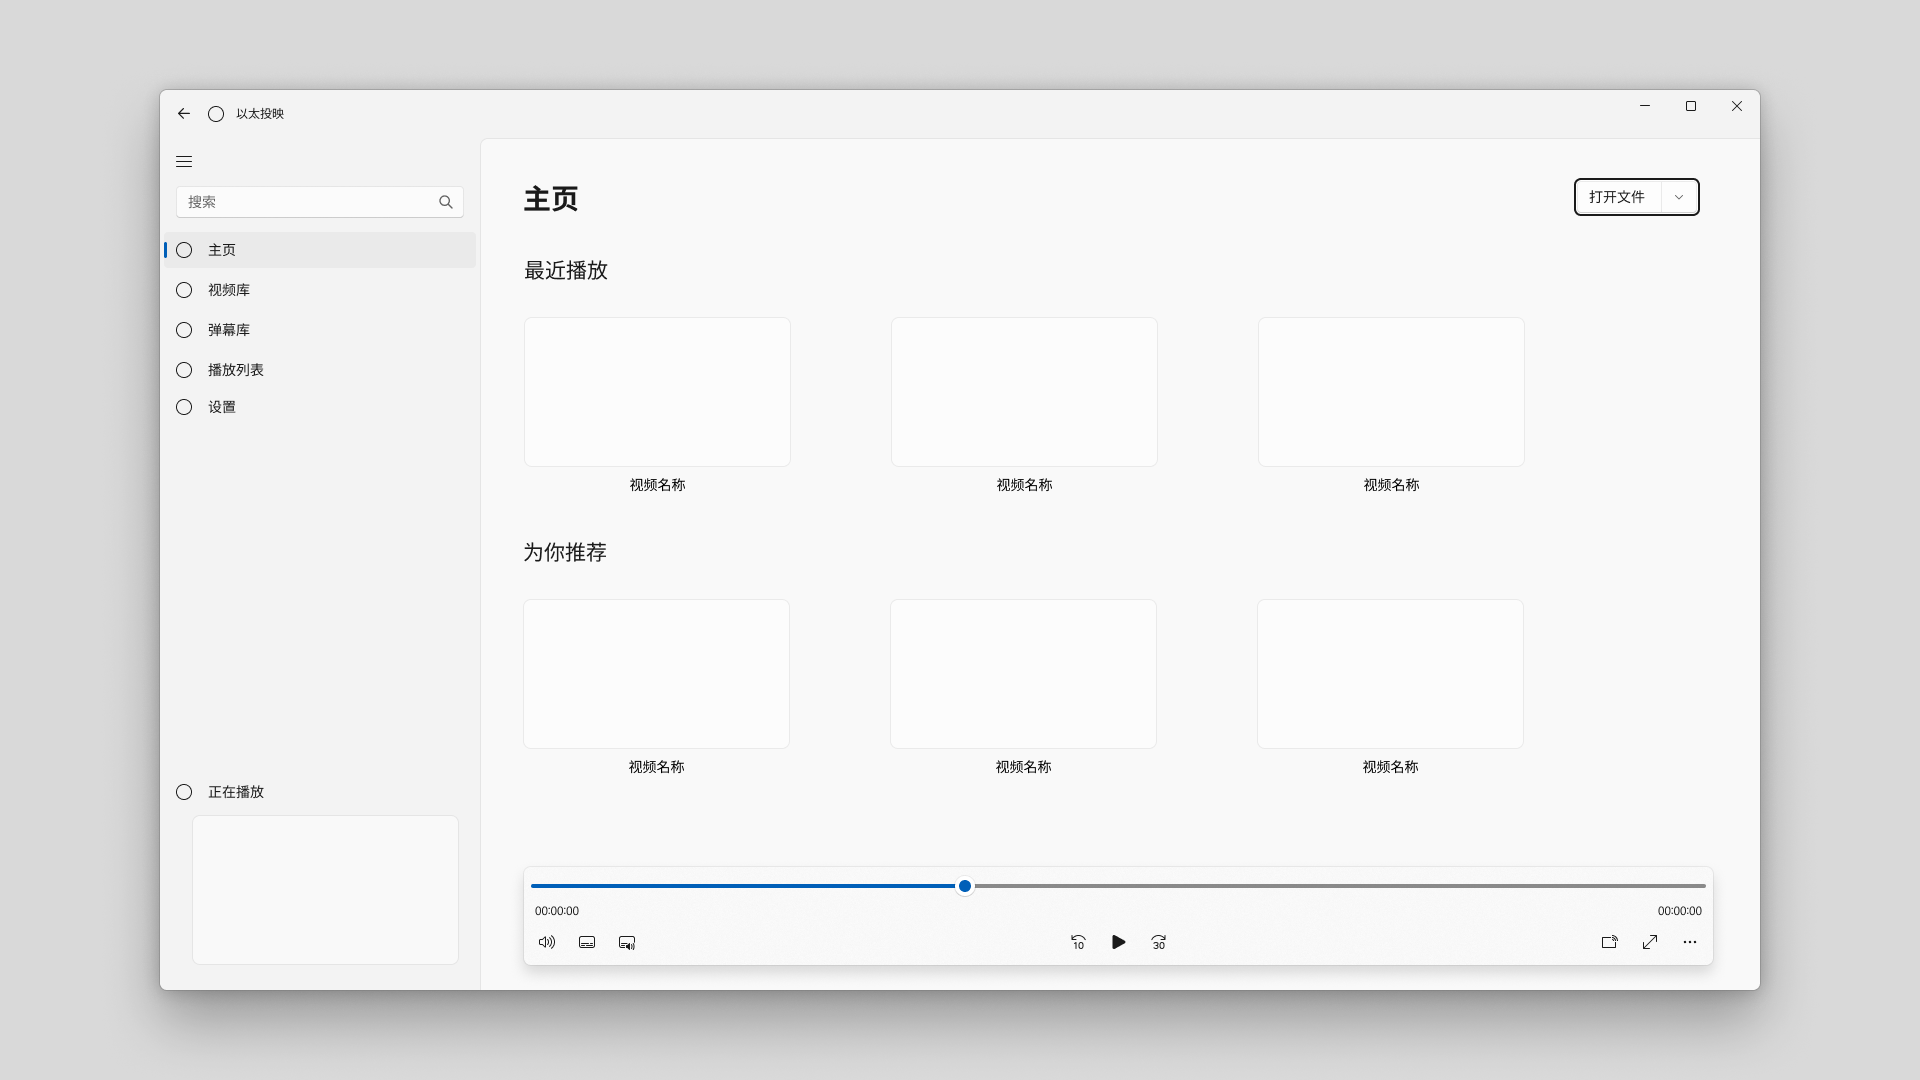 以太投映
搜索
主页
视频库
弹幕库
播放列表
设置
正在播放
主页
打开文件
最近播放
视频名称
视频名称
视频名称
为你推荐
视频名称
视频名称
视频名称
00:00:00
00:00:00
10
30